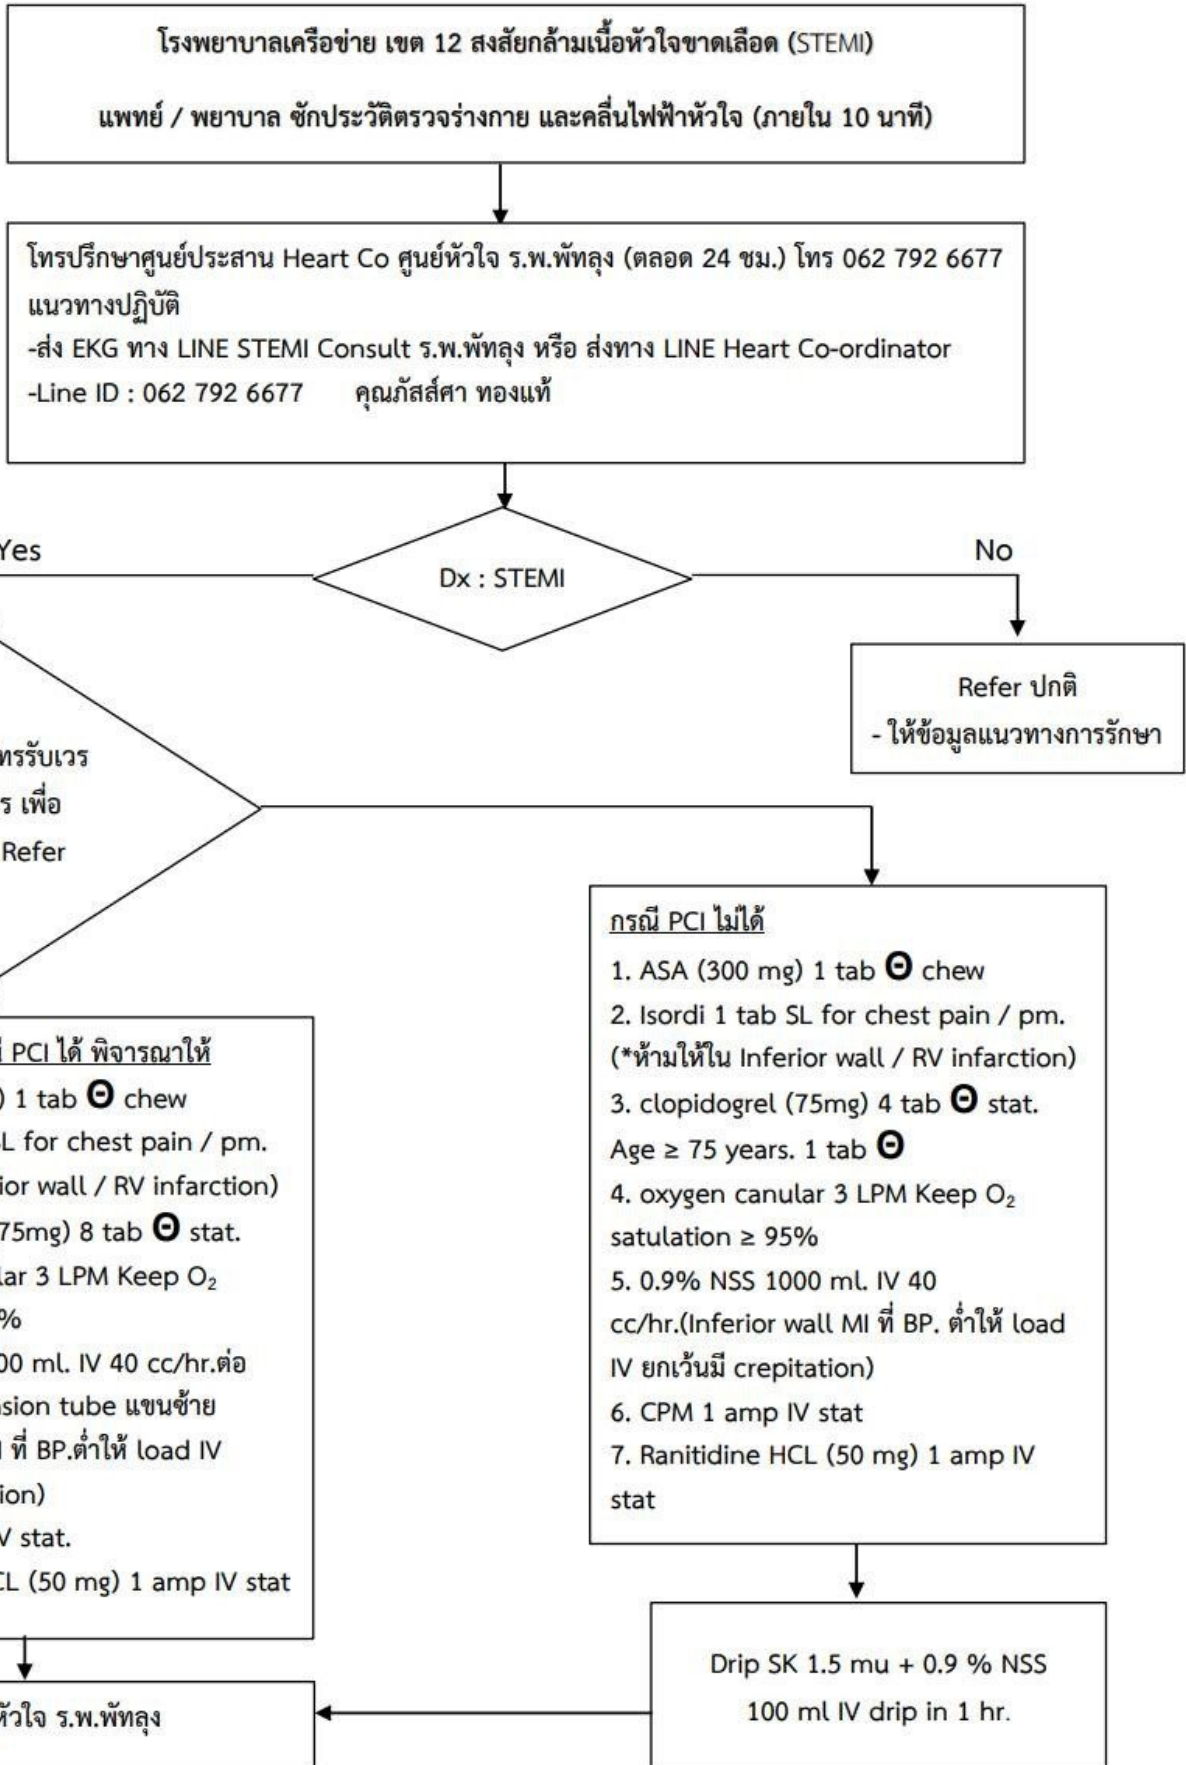 โรงพยาบาลเครือข่าย เขต 12 สงสัยกล้ามเนื้อหัวใจขาดเลือด (STEMI)
แพทย์ / พยาบาล ซักประวัติตรวจร่างกาย และคลื่นไฟฟ้าหัวใจ (ภายใน 10 นาที)
โทรปรึกษาศูนย์ประสาน Heart Co ศูนย์หัวใจ ร.พ.พัทลุง (ตลอด 24 ชม.) โทร 062 792 6677
แนวทางปฏิบัติ
-ส่ง EKG ทาง LINE STEMI Consult ร.พ.พัทลุง หรือ ส่งทาง LINE Heart Co-ordinator
-Line ID : 062 792 6677 คุณภัสส์ศา ทองแท้
Yes
Dx : STEMI
No
Refer ปกติ
- ให้ข้อมูลแนวทางการรักษา
ทรรับเวร
ร เพื่อ
Refer
กรณี PCI ไม่ได้
1. ASA (300 mg) 1 tab Θ chew
2. Isordi 1 tab SL for chest pain / pm.
(*ห้ามให้ใน Inferior wall / RV infarction)
3. clopidogrel (75mg) 4 tab Θ stat.
Age ≥ 75 years. 1 tab Θ
4. oxygen canular 3 LPM Keep O₂
satulation ≥ 95%
5. 0.9% NSS 1000 ml. IV 40
cc/hr.(Inferior wall MI ที่ BP. ต่ำให้ load
IV ยกเว้นมี crepitation)
6. CPM 1 amp IV stat
7. Ranitidine HCL (50 mg) 1 amp IV
stat
PCI ได้ พิจารณาให้
) 1 tab Θ chew
SL for chest pain / pm.
ior wall / RV infarction)
75mg) 8 tab Θ stat.
lar 3 LPM Keep O₂
%
00 ml. IV 40 cc/hr.ต่อ
nsion tube แขนซ้าย
I ที่ BP.ต่ำให้ load IV
tion)
V stat.
CL (50 mg) 1 amp IV stat
Drip SK 1.5 mu + 0.9 % NSS
100 ml IV drip in 1 hr.
หัวใจ ร.พ.พัทลุง